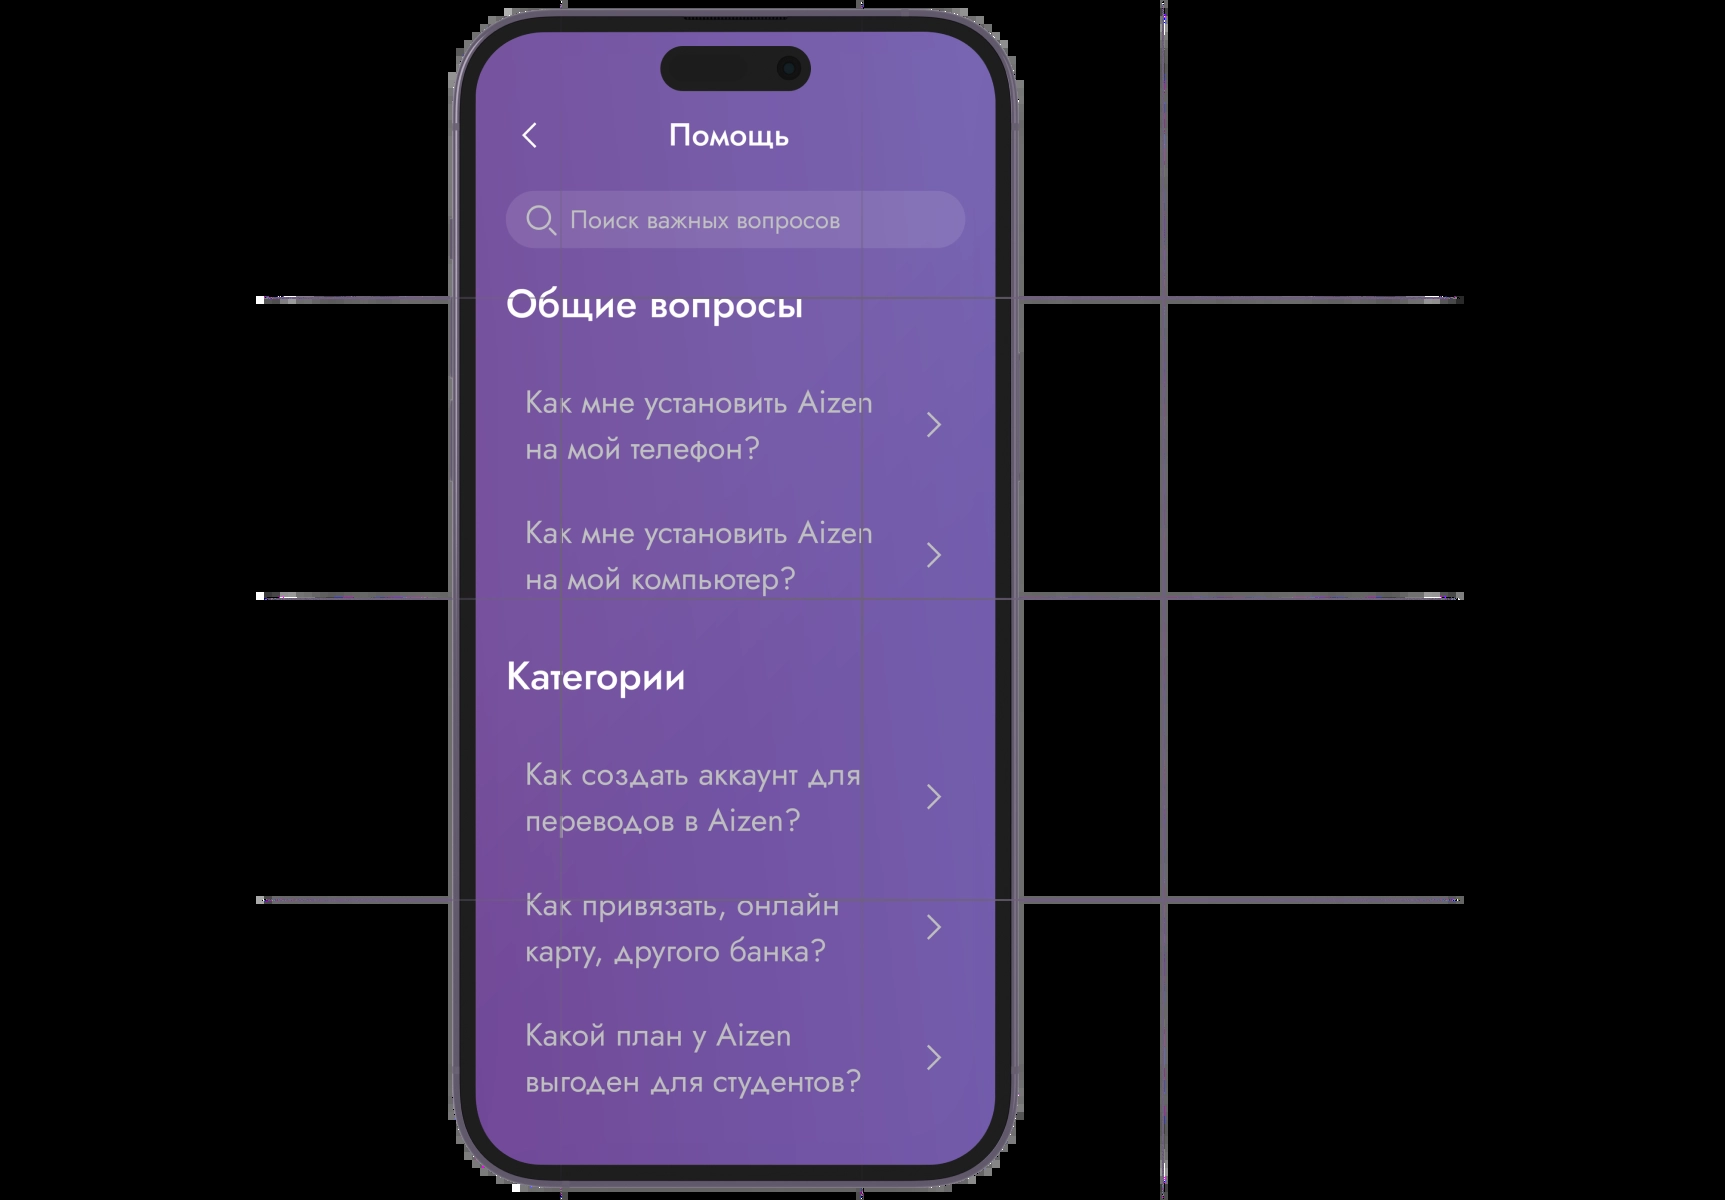 Помощь
Поиск важных вопросов
Общие вопросы
Как мне установить Aizen
на мой телефон?
Как мне установить Aizen
на мой компьютер?
Категории
Как создать аккаунт для
переводов в Aizen?
Как привязать, онлайн
карту, другого банка?
Какой план у Aizen
выгоден для студентов?